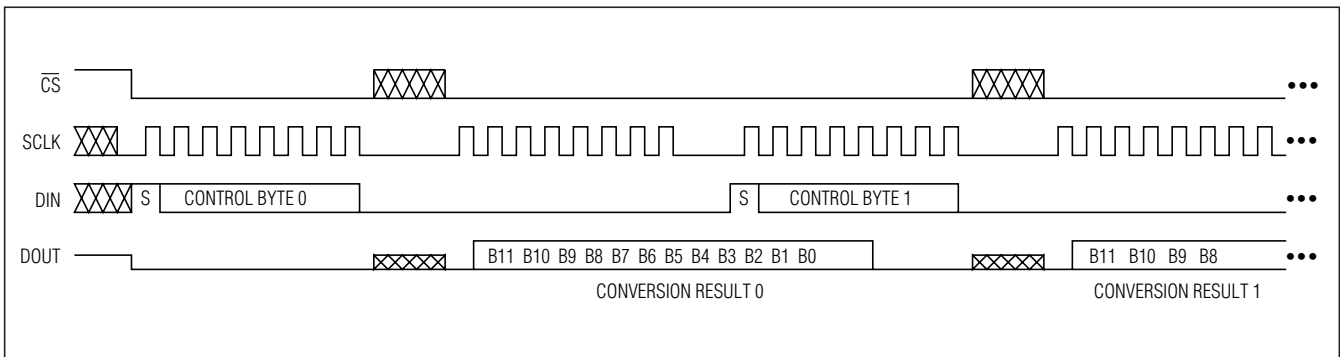 C̅S̅
SCLK
DIN S CONTROL BYTE 0 S CONTROL BYTE 1
DOUT B11 B10 B9 B8 B7 B6 B5 B4 B3 B2 B1 B0 B11 B10 B9 B8
CONVERSION RESULT 0 CONVERSION RESULT 1